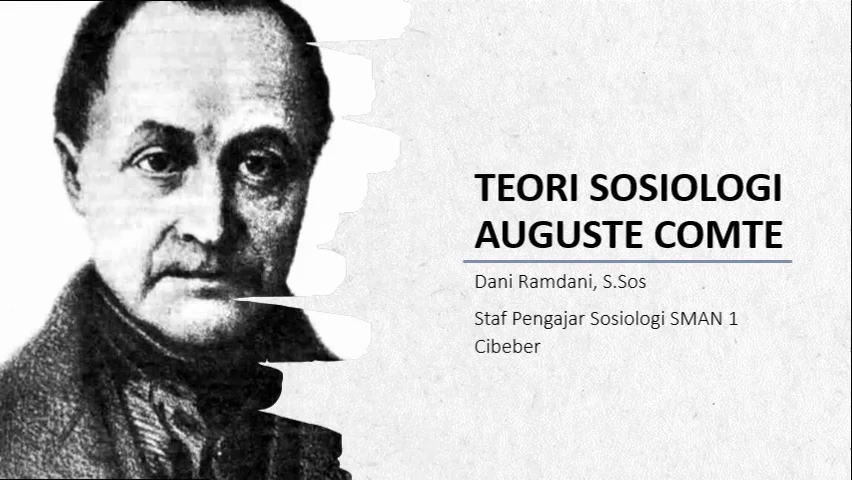 TEORI SOSIOLOGI
AUGUSTE COMTE
Dani Ramdani, S.Sos
Staf Pengajar Sosiologi SMAN 1
Cibeber